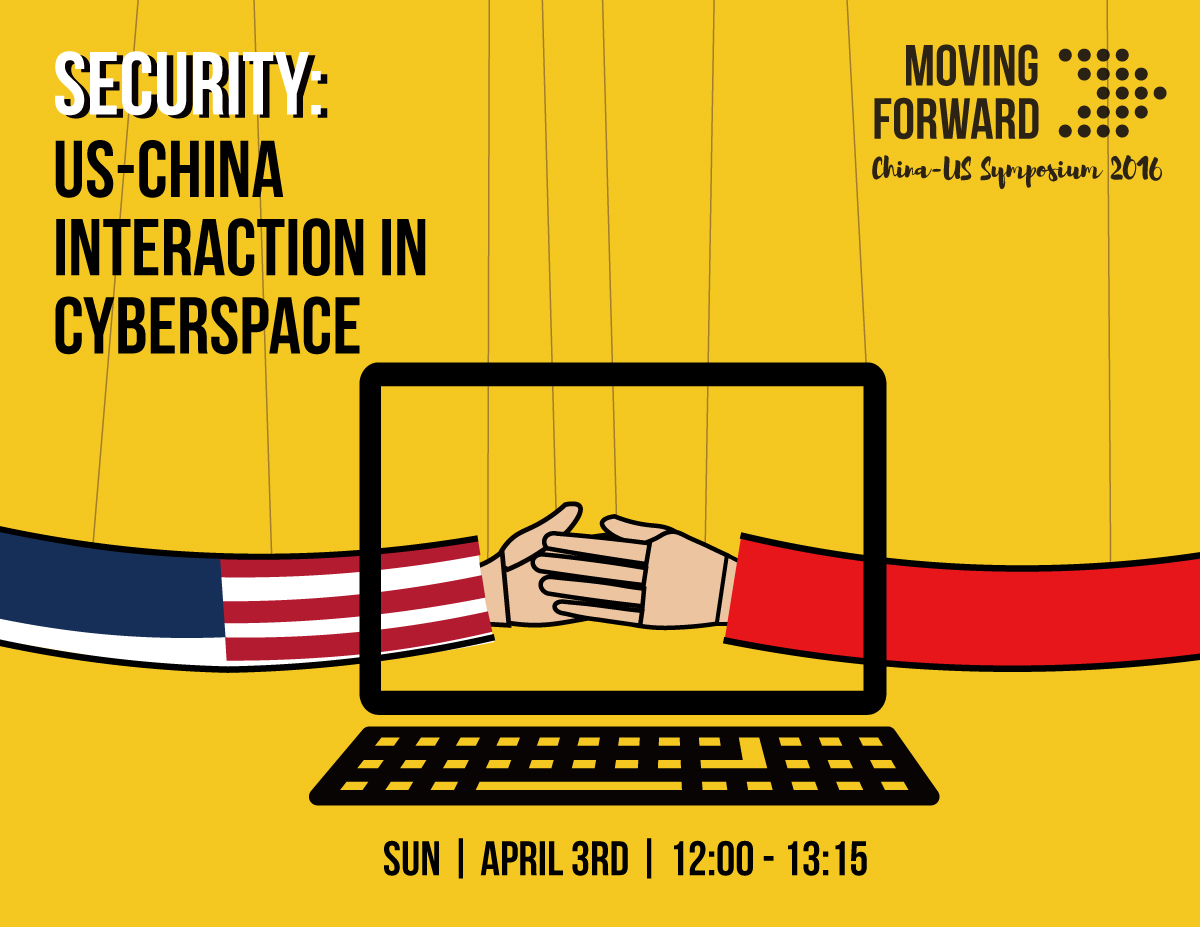 SECURITY:
US-CHINA
INTERACTION IN
CYBERSPACE
MOVING
FORWARD
China-US Symposium 2016
SUN | APRIL 3RD | 12:00 - 13:15